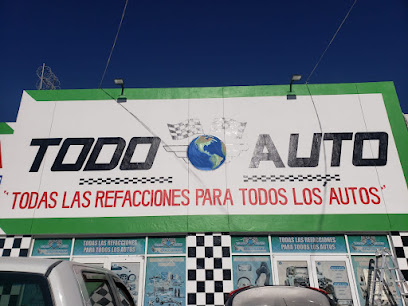 TODO AUTO
"TODAS LAS REFACCIONES PARA TODOS LOS AUTOS"
TODAS LAS REFACCIONES
PARA TODOS LOS AUTOS
TODAS LAS REFACCIONES
PARA TODOS LOS AUTOS